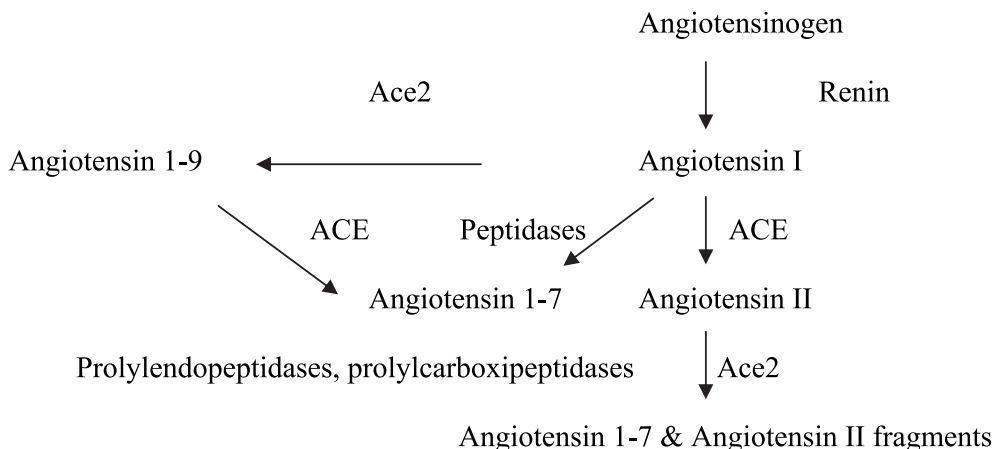 Angiotensinogen
Ace2
Renin
Angiotensin 1-9
Angiotensin I
ACE
Peptidases
ACE
Angiotensin 1-7
Angiotensin II
Prolylendopeptidases, prolylcarboxipeptidases
Ace2
Angiotensin 1-7 & Angiotensin II fragments